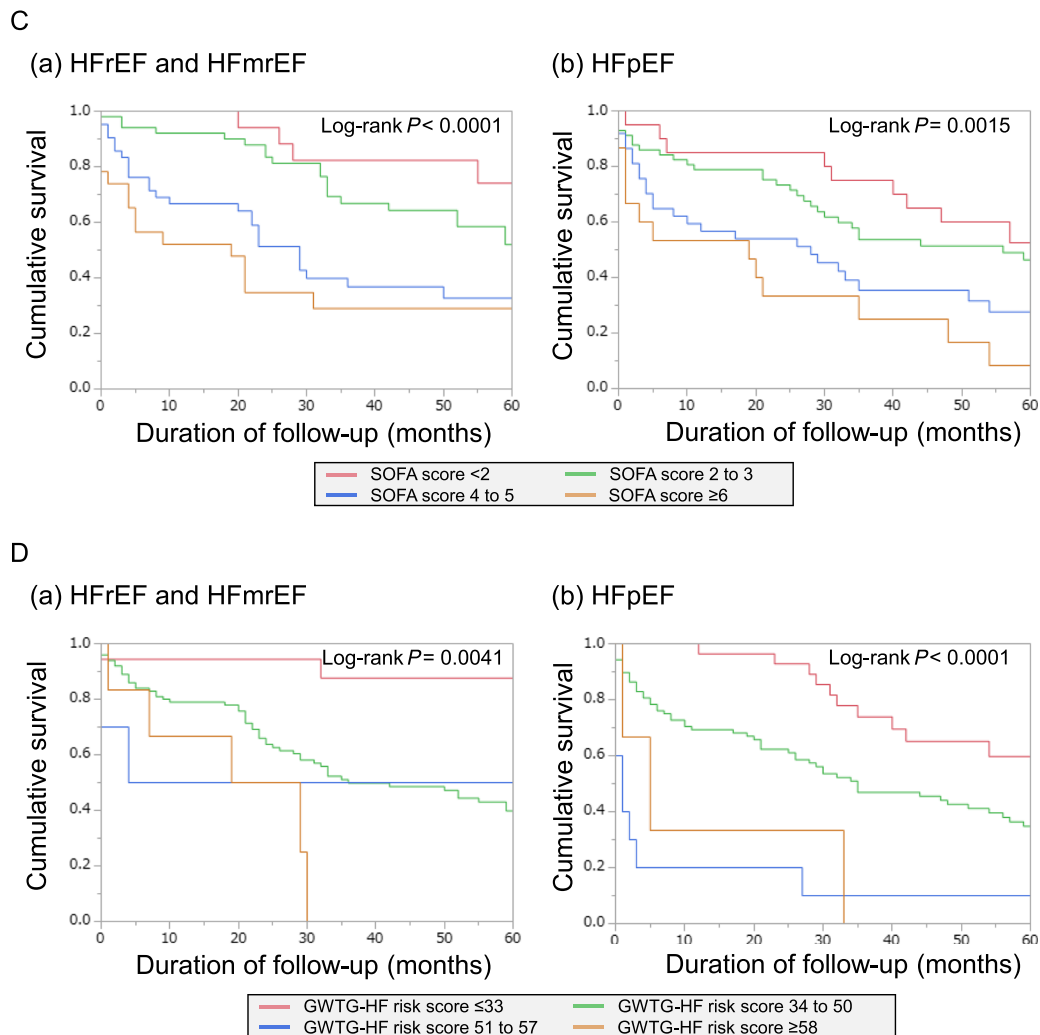 C
(a) HFrEF and HFmrEF
(b) HFpEF
Cumulative survival
1.0
0.8
0.6
0.4
0.2
0.0
Log-rank P< 0.0001
0 10 20 30 40 50 60
Duration of follow-up (months)
Cumulative survival
1.0
0.8
0.6
0.4
0.2
0.0
Log-rank P= 0.0015
0 10 20 30 40 50 60
Duration of follow-up (months)
SOFA score <2 SOFA score 2 to 3
SOFA score 4 to 5 SOFA score ≥6
D
(a) HFrEF and HFmrEF
(b) HFpEF
Cumulative survival
1.0
0.8
0.6
0.4
0.2
0.0
Log-rank P= 0.0041
0 10 20 30 40 50 60
Duration of follow-up (months)
Cumulative survival
1.0
0.8
0.6
0.4
0.2
0.0
Log-rank P< 0.0001
0 10 20 30 40 50 60
Duration of follow-up (months)
GWTG-HF risk score ≤33 GWTG-HF risk score 34 to 50
GWTG-HF risk score 51 to 57 GWTG-HF risk score ≥58